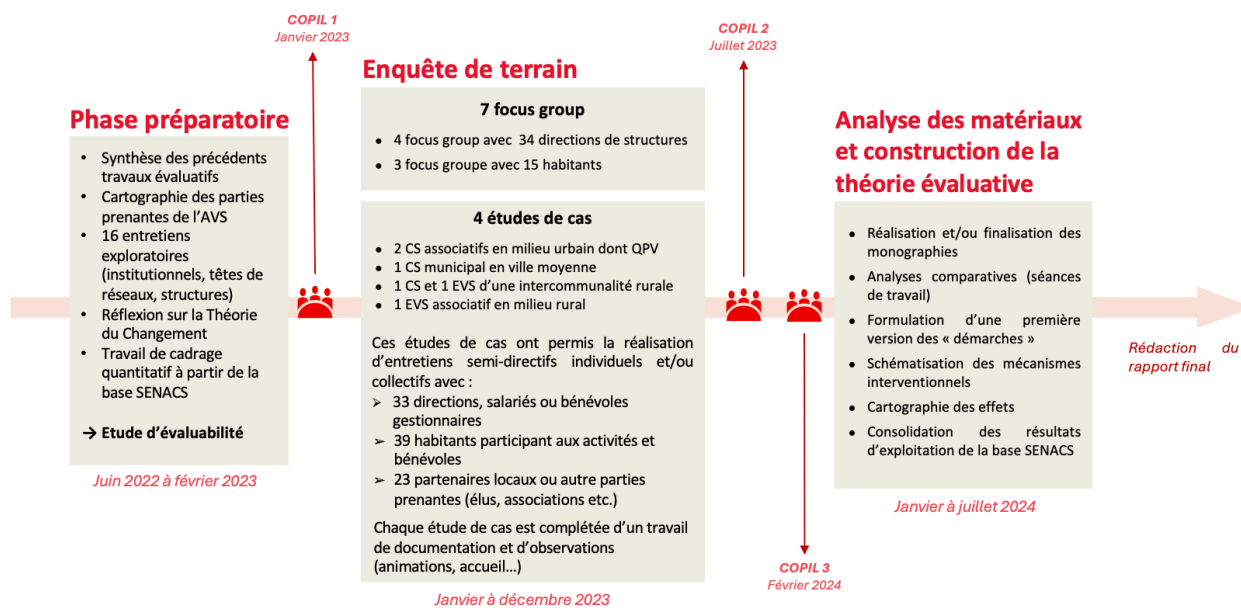 COPIL 1
Janvier 2023
COPIL 2
Juillet 2023
Phase préparatoire
• Synthèse des précédents
travaux évaluatifs
• Cartographie des parties
prenantes de l'AVS
• 16 entretiens
exploratoires
(institutionnels, têtes de
réseaux, structures)
• Réflexion sur la Théorie
du Changement
• Travail de cadrage
quantitatif à partir de la
base SENACS
→ Etude d'évaluabilité
Juin 2022 à février 2023
Enquête de terrain
7 focus group
• 4 focus group avec 34 directions de structures
• 3 focus groupe avec 15 habitants
4 études de cas
• 2 CS associatifs en milieu urbain dont QPV
• 1 CS municipal en ville moyenne
• 1 CS et 1 EVS d'une intercommunalité rurale
• 1 EVS associatif en milieu rural
Ces études de cas ont permis la réalisation
d'entretiens semi-directifs individuels et/ou
collectifs avec :
➢ 33 directions, salariés ou bénévoles
gestionnaires
➢ 39 habitants participant aux activités et
bénévoles
➢ 23 partenaires locaux ou autre parties
prenantes (élus, associations etc.)
Chaque étude de cas est complétée d'un travail
de documentation et d'observations
(animations, accueil...)
Janvier à décembre 2023
Analyse des matériaux
et construction de la
théorie évaluative
• Réalisation et/ou finalisation des
monographies
• Analyses comparatives (séances
de travail)
• Formulation d'une première
version des « démarches »
• Schématisation des mécanismes
interventionnels
• Cartographie des effets
• Consolidation des résultats
d'exploitation de la base SENACS
Janvier à juillet 2024
COPIL 3
Février 2024
Rédaction du
rapport final